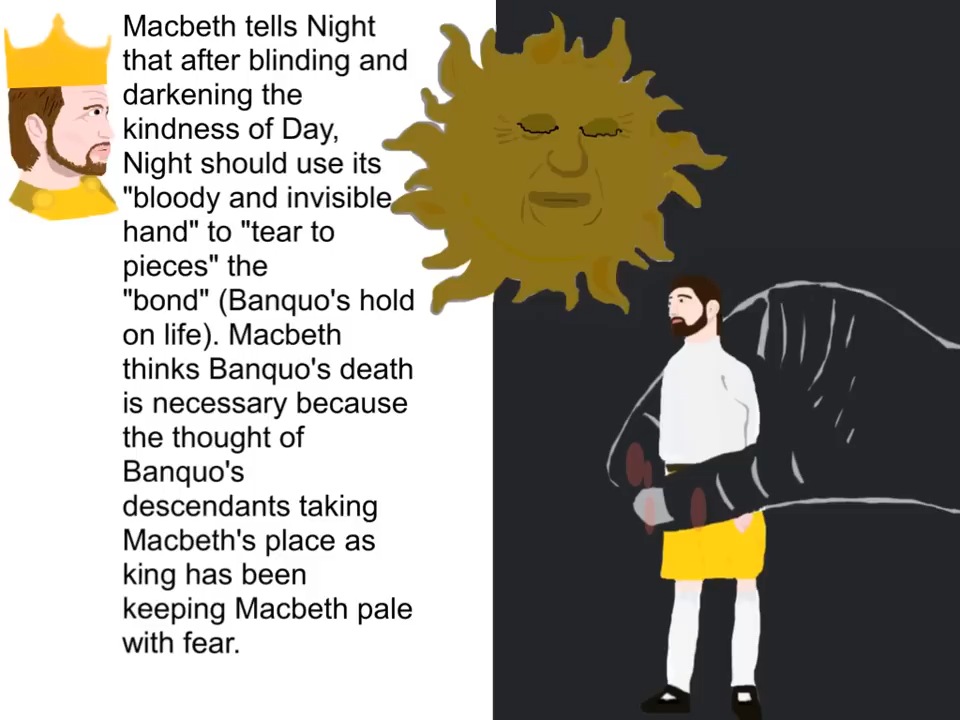 Macbeth tells Night
that after blinding and
darkening the
kindness of Day,
Night should use its
"bloody and invisible
hand" to "tear to
pieces" the
"bond" (Banquo's hold
on life). Macbeth
thinks Banquo's death
is necessary because
the thought of
Banquo's
descendants taking
Macbeth's place as
king has been
keeping Macbeth pale
with fear.